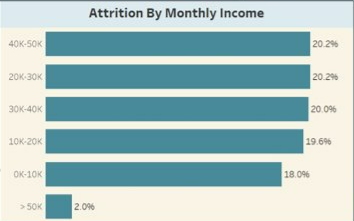 Attrition By Monthly Income
40K-50K 20.2%
20K-30K 20.2%
30K-40K 20.0%
10K-20K 19.6%
0K-10K 18.0%
> 50K 2.0%